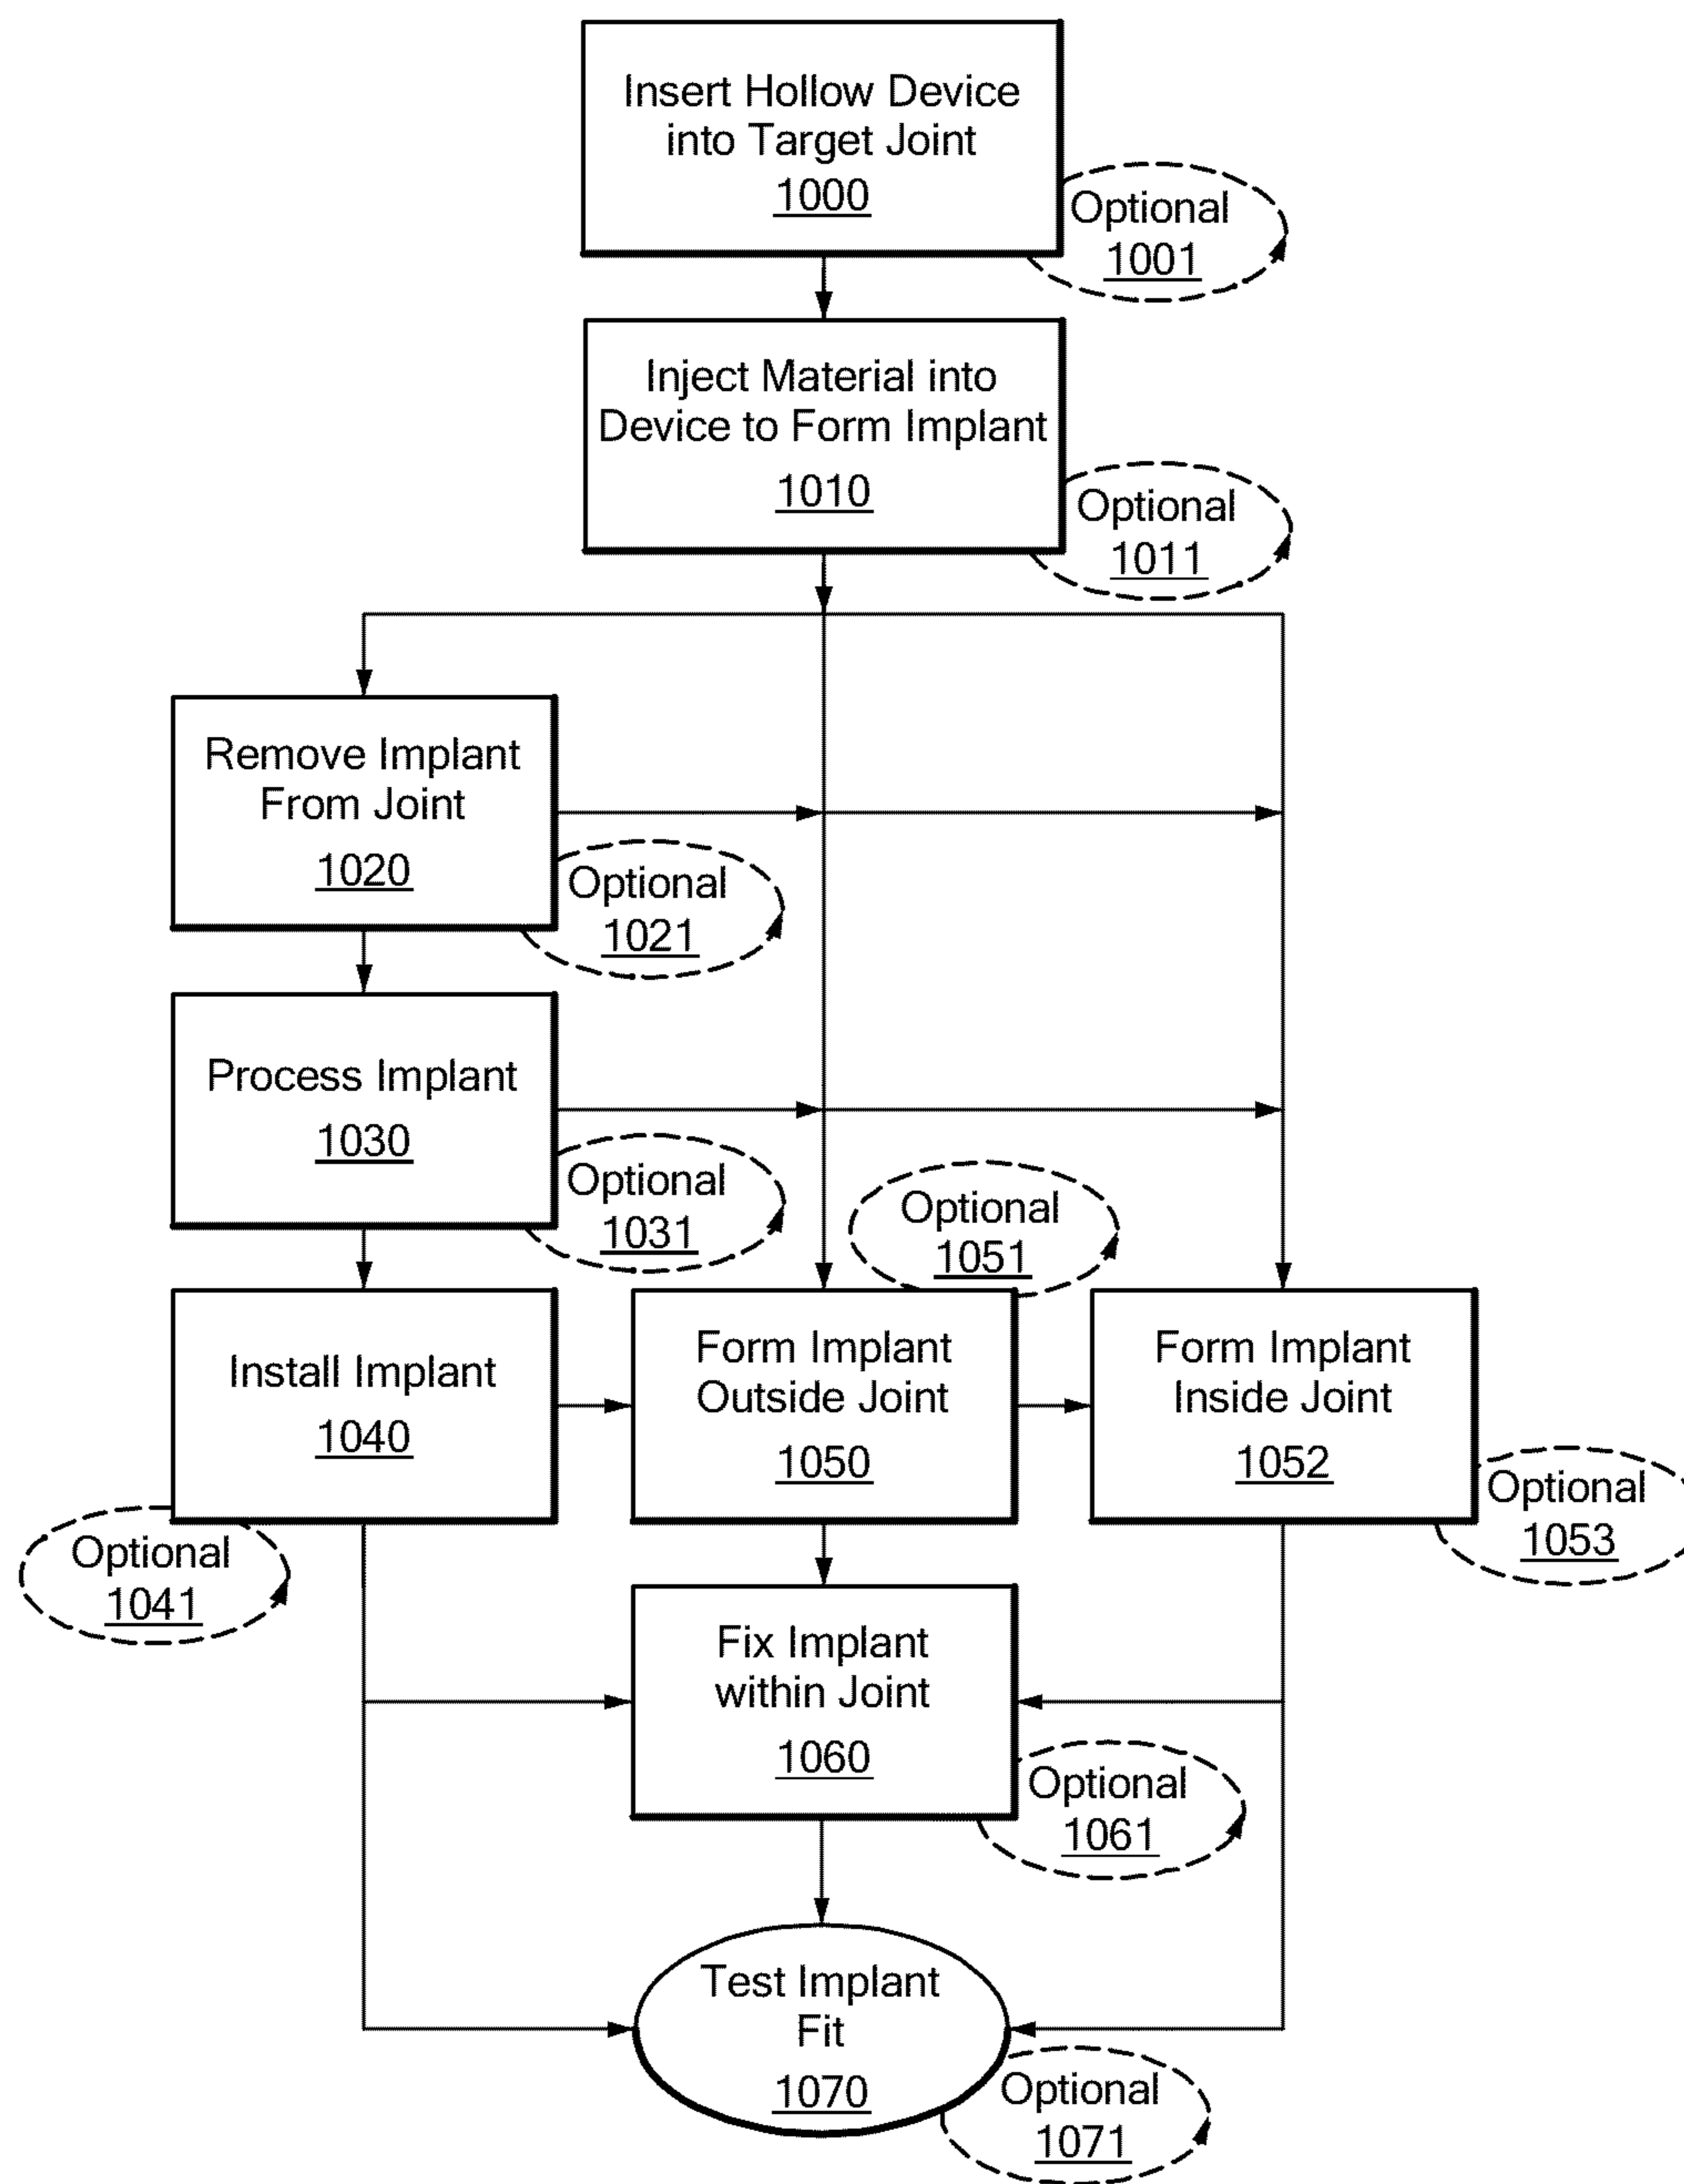 Insert Hollow Device
into Target Joint
1000
Optional
1001
Inject Material into
Device to Form Implant
1010
Optional
1011
Remove Implant
From Joint
1020
Optional
1021
Process Implant
1030
Optional
1031
Optional
1051
Install Implant
1040
Optional
1041
Form Implant
Outside Joint
1050
Form Implant
Inside Joint
1052
Optional
1053
Fix Implant
within Joint
1060
Optional
1061
Test Implant
Fit
1070
Optional
1071